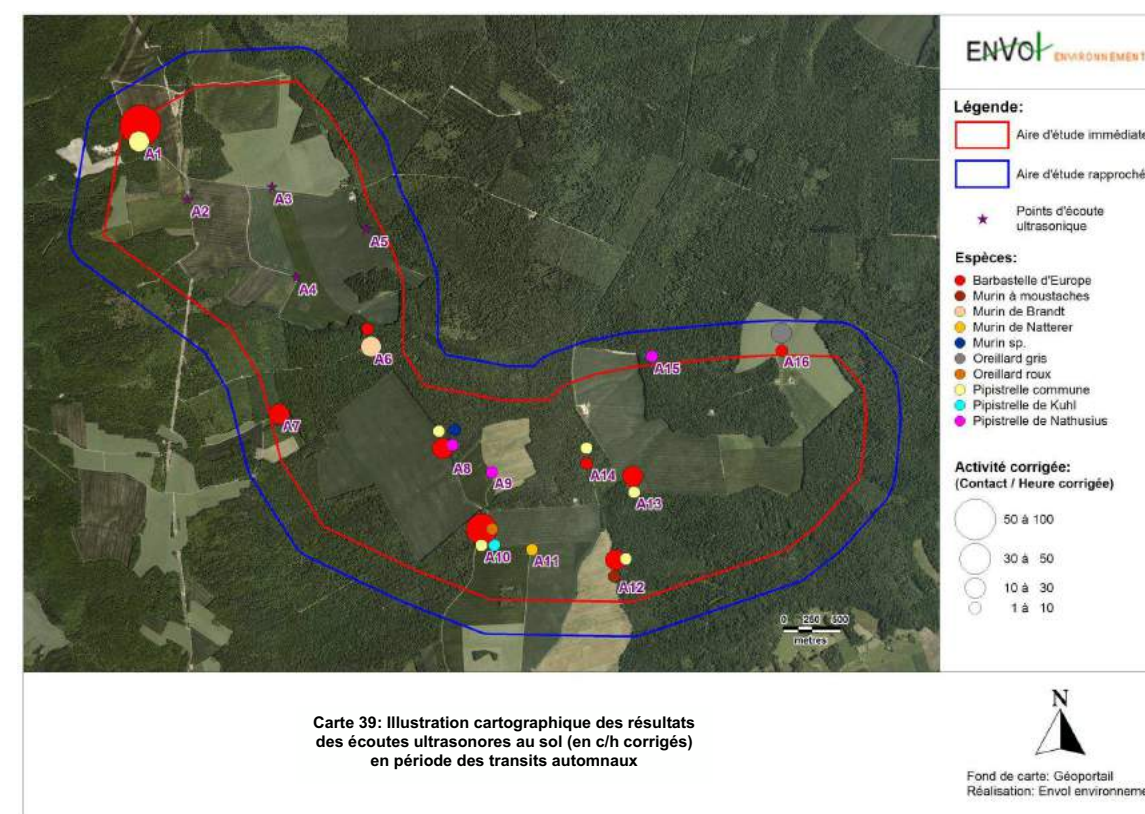 ENVOL ENVIRONNEMENT
Légende:
Aire d'étude immédiate
Aire d'étude rapproché
Points d'écoute
ultrasonique
Espèces:
Barbastelle d'Europe
Murin à moustaches
Murin de Brandt
Murin de Natterer
Murin sp.
Oreillard gris
Oreillard roux
Pipistrelle commune
Pipistrelle de Kuhl
Pipistrelle de Nathusius
Activité corrigée:
(Contact / Heure corrigée)
50 à 100
30 à 50
10 à 30
1 à 10
A1
A2
A3
A5
A4
A6
A15
A16
A7
A8
A9
A14
A13
A10
A11
A12
0 250 500
mètres
Carte 39: Illustration cartographique des résultats
des écoutes ultrasonores au sol (en c/h corrigés)
en période des transits automnaux
N
Fond de carte: Géoportail
Réalisation: Envol environneme